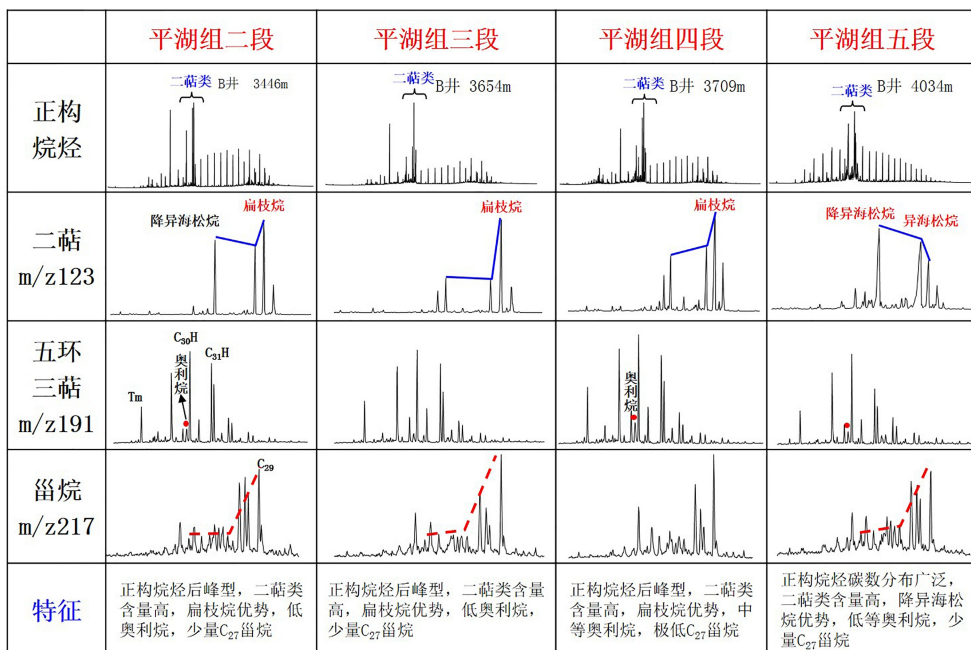 平湖组二段
平湖组三段
平湖组四段
平湖组五段
正构
烷烃
二萜类 B井 3446m
二萜类 B井 3654m
二萜类 B井 3709m
二萜类 B井 4034m
二萜
m/z123
降异海松烷
扁枝烷
扁枝烷
扁枝烷
降异海松烷 异海松烷
五环
三萜
m/z191
Tm
C₃₀H
奥利烷
C₃₁H
奥利烷
甾烷
m/z217
C₂₉
特征
正构烷烃后峰型，二萜类
含量高，扁枝烷优势，低
奥利烷，少量C₂₇甾烷
正构烷烃后峰型，二萜类含量
高，扁枝烷优势，低奥利烷，
少量C₂₇甾烷
正构烷烃后峰型，二萜类
含量高，扁枝烷优势，中
等奥利烷，极低C₂₇甾烷
正构烷烃碳数分布广泛，
二萜类含量高，降异海松
烷优势，低等奥利烷，少
量C₂₇甾烷